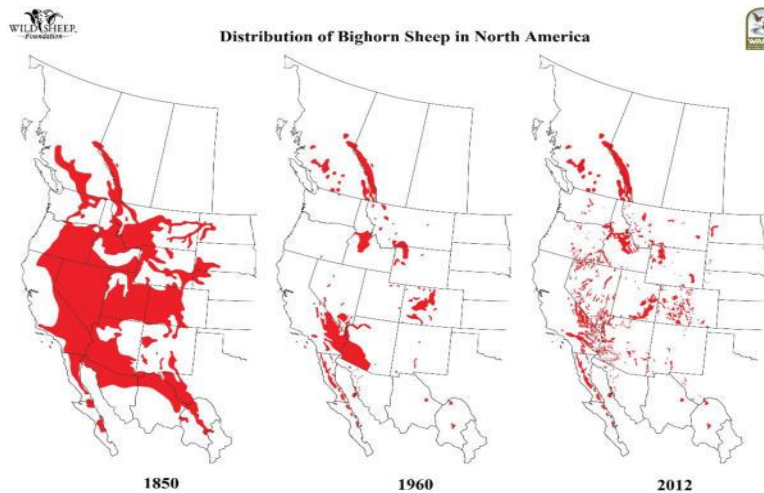 WILD SHEEP
Foundation
Distribution of Bighorn Sheep in North America
1850
1960
2012